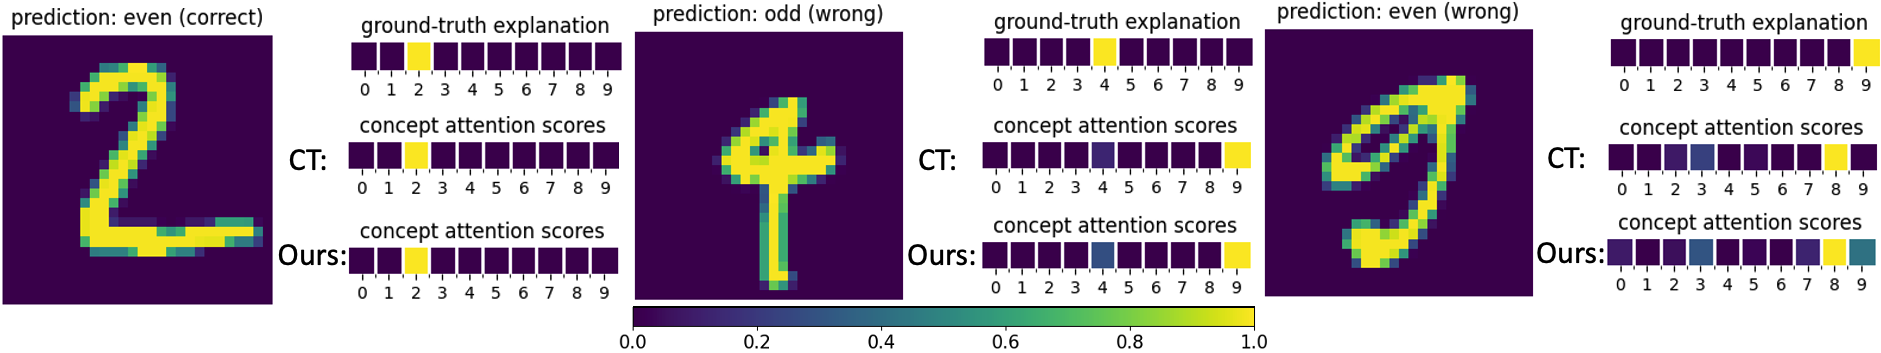 prediction: even (correct)
2
ground-truth explanation
0 1 2 3 4 5 6 7 8 9
CT:
concept attention scores
0 1 2 3 4 5 6 7 8 9
Ours:
concept attention scores
0 1 2 3 4 5 6 7 8 9
prediction: odd (wrong)
4
ground-truth explanation
0 1 2 3 4 5 6 7 8 9
CT:
concept attention scores
0 1 2 3 4 5 6 7 8 9
Ours:
concept attention scores
0 1 2 3 4 5 6 7 8 9
prediction: even (wrong)
9
ground-truth explanation
0 1 2 3 4 5 6 7 8 9
CT:
concept attention scores
0 1 2 3 4 5 6 7 8 9
Ours:
concept attention scores
0 1 2 3 4 5 6 7 8 9
0.0 0.2 0.4 0.6 0.8 1.0